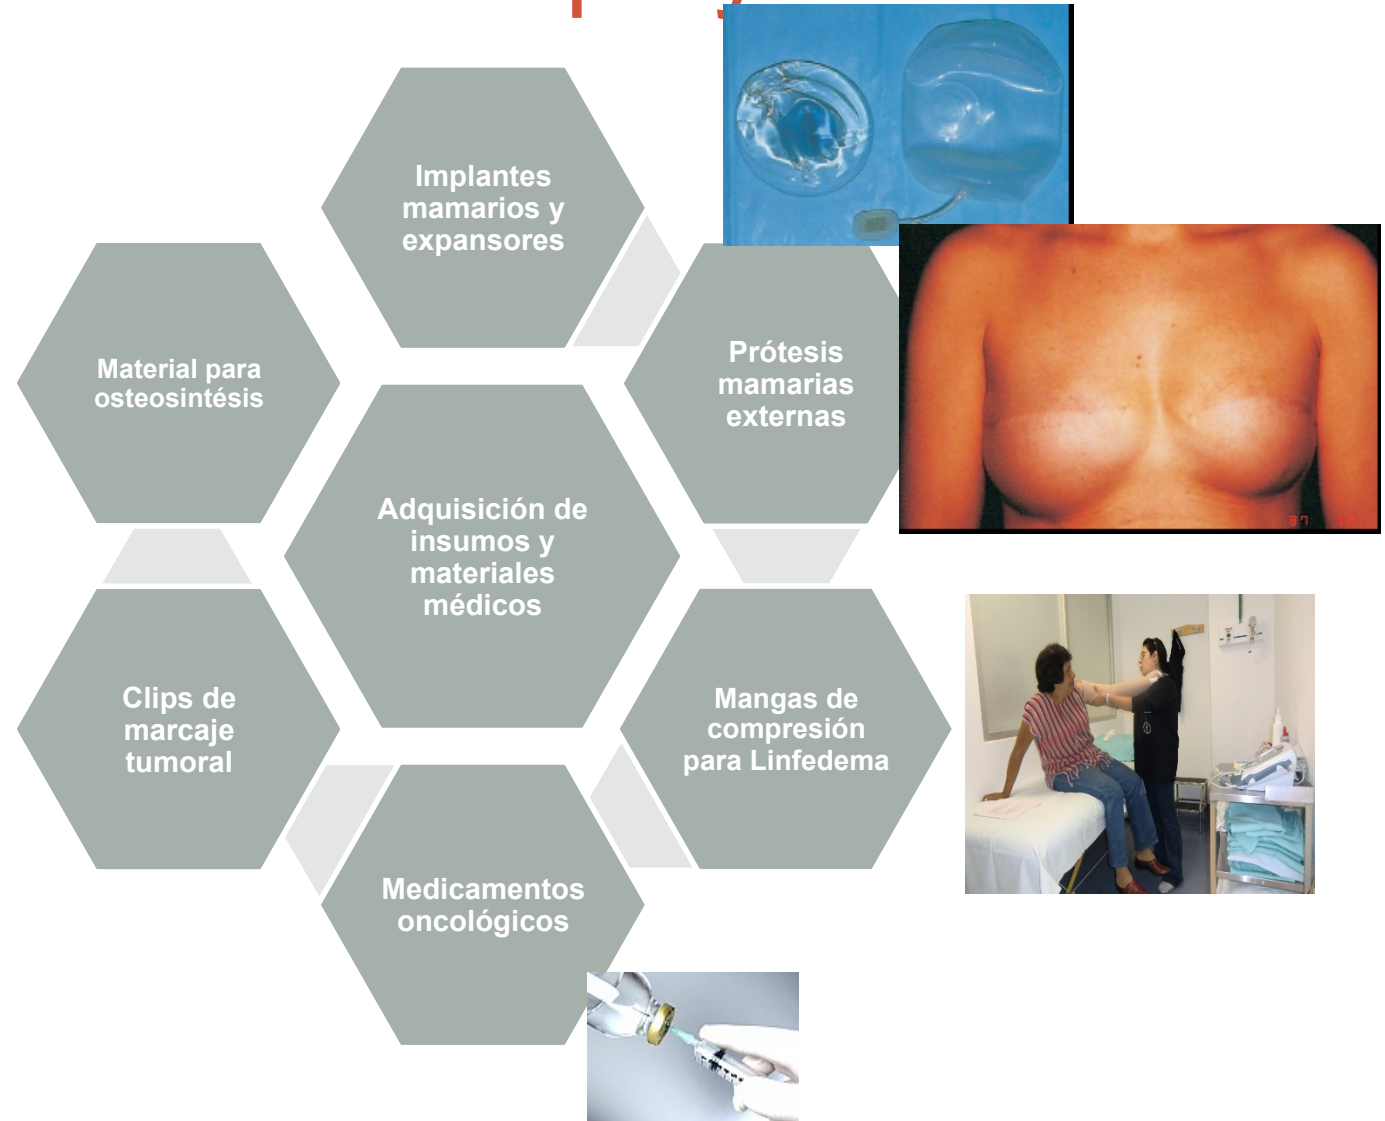 Implantes
mamarios y
expansores
Prótesis
mamarias
externas
Material para
osteosintésis
Adquisición de
insumos y
materiales
médicos
Mangas de
compresión
para Linfedema
Clips de
marcaje
tumoral
Medicamentos
oncológicos